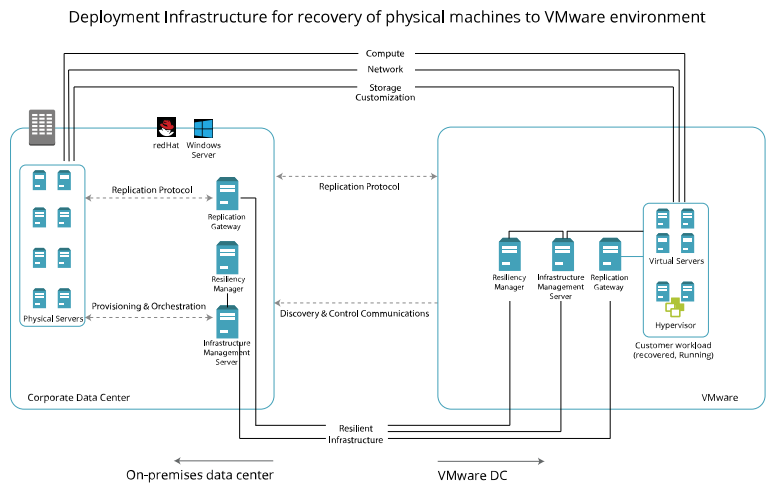 Deployment Infrastructure for recovery of physical machines to VMware environment
Compute
Network
Storage
Customization
redHat
Windows
Server
Replication Protocol
Replication
Gateway
Replication Protocol
Resiliency
Manager
Provisioning & Orchestration
Physical Servers
Infrastructure
Management
Server
Discovery & Control Communications
Resiliency
Manager
Infrastructure
Management
Server
Replication
Gateway
Virtual Servers
Hypervisor
Customer workload
(recovered, Running)
Corporate Data Center
VMware
Resilient
Infrastructure
On-premises data center
VMware DC